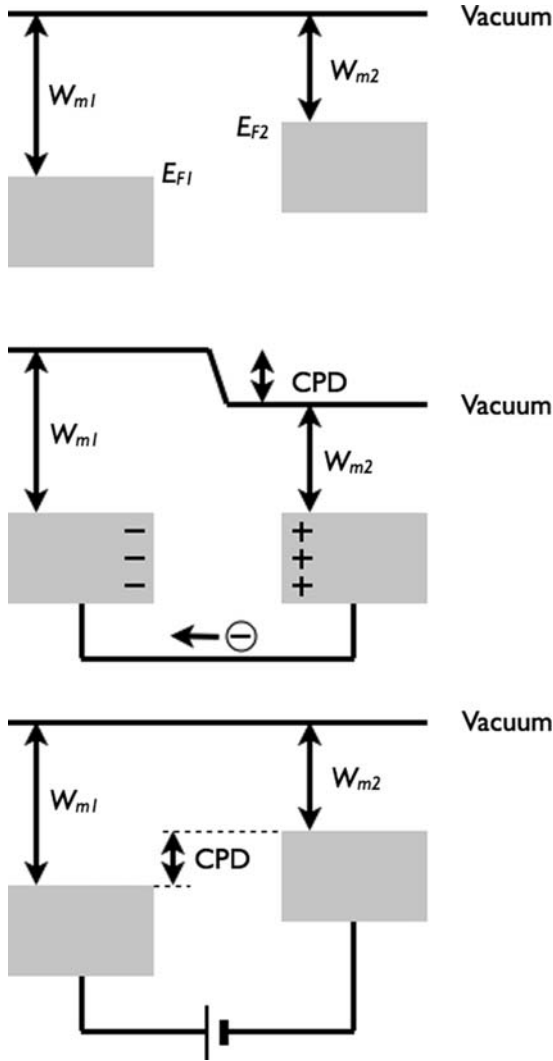 Vacuum
Wm1
Wm2
EF2
EF1
CPD
Vacuum
Wm1
Wm2
− +
− +
− +
−
Vacuum
Wm1
Wm2
CPD